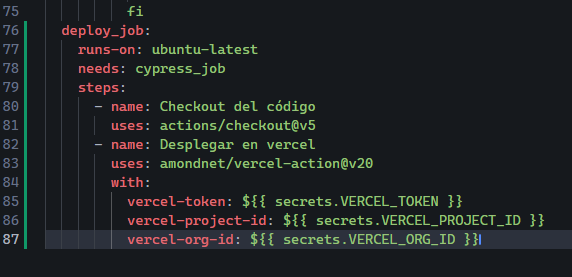 75 fi
76 deploy_job:
77 runs-on: ubuntu-latest
78 needs: cypress_job
79 steps:
80 - name: Checkout del código
81 uses: actions/checkout@v5
82 - name: Desplegar en vercel
83 uses: amondnet/vercel-action@v20
84 with:
85 vercel-token: ${{ secrets.VERCEL_TOKEN }}
86 vercel-project-id: ${{ secrets.VERCEL_PROJECT_ID }}
87 vercel-org-id: ${{ secrets.VERCEL_ORG_ID }}